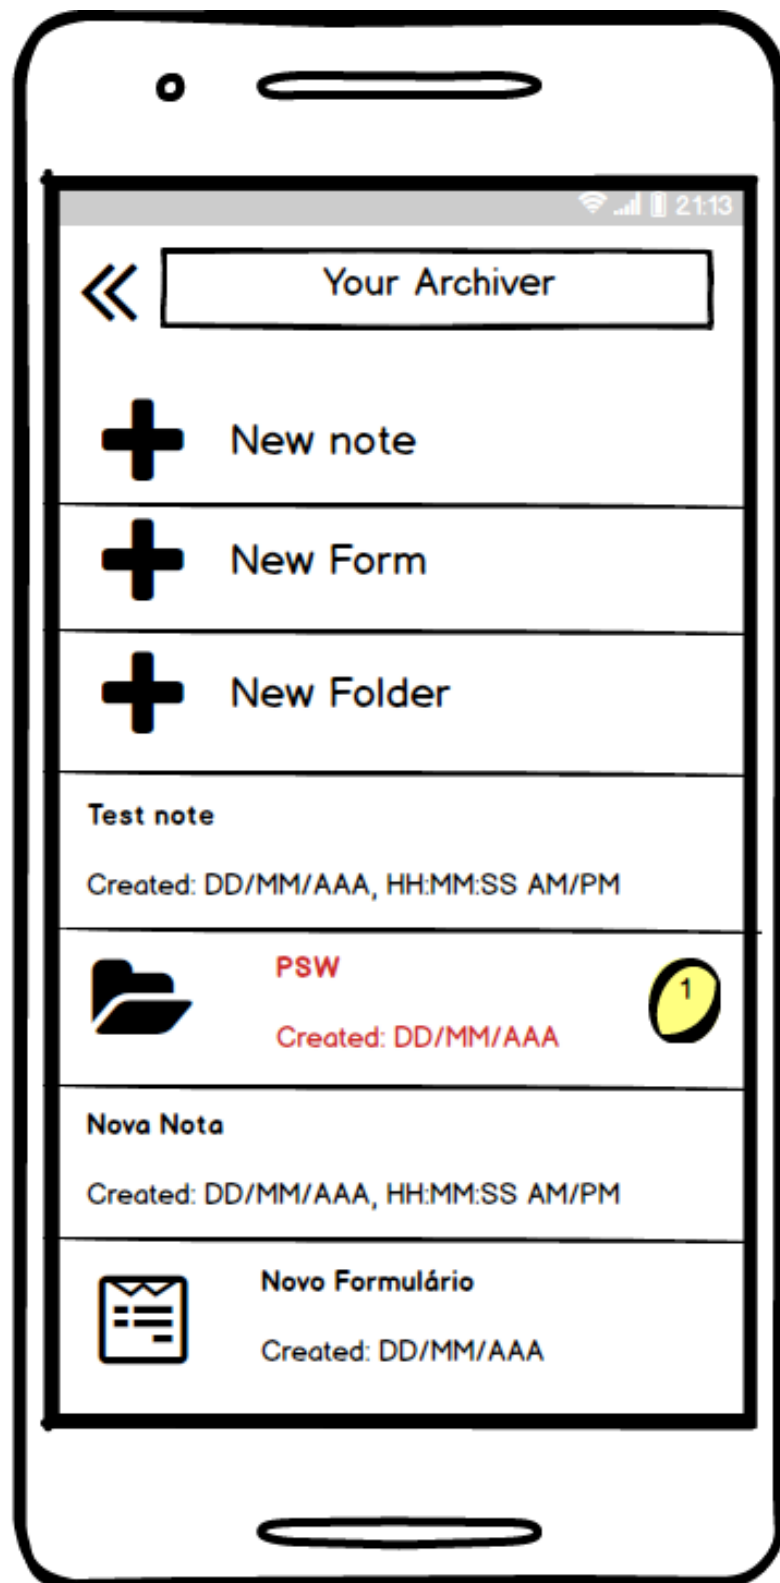 21:13
Your Archiver
New note
New Form
New Folder
Test note
Created: DD/MM/AAA, HH:MM:SS AM/PM
PSW
1
Created: DD/MM/AAA
Nova Nota
Created: DD/MM/AAA, HH:MM:SS AM/PM
Novo Formulário
Created: DD/MM/AAA